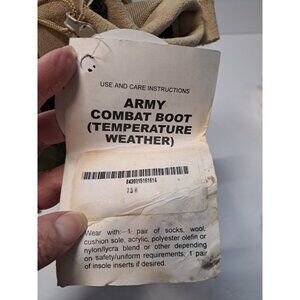 USE AND CARE INSTRUCTIONS
ARMY
COMBAT BOOT
(TEMPERATURE
WEATHER)
Wear with: 1 pair of socks, wool,
cushion sole, acrylic, polyester olefin or
nylon/lycra blend or other depending
on safety/uniform requirements; 1 pair
of insole inserts if desired.